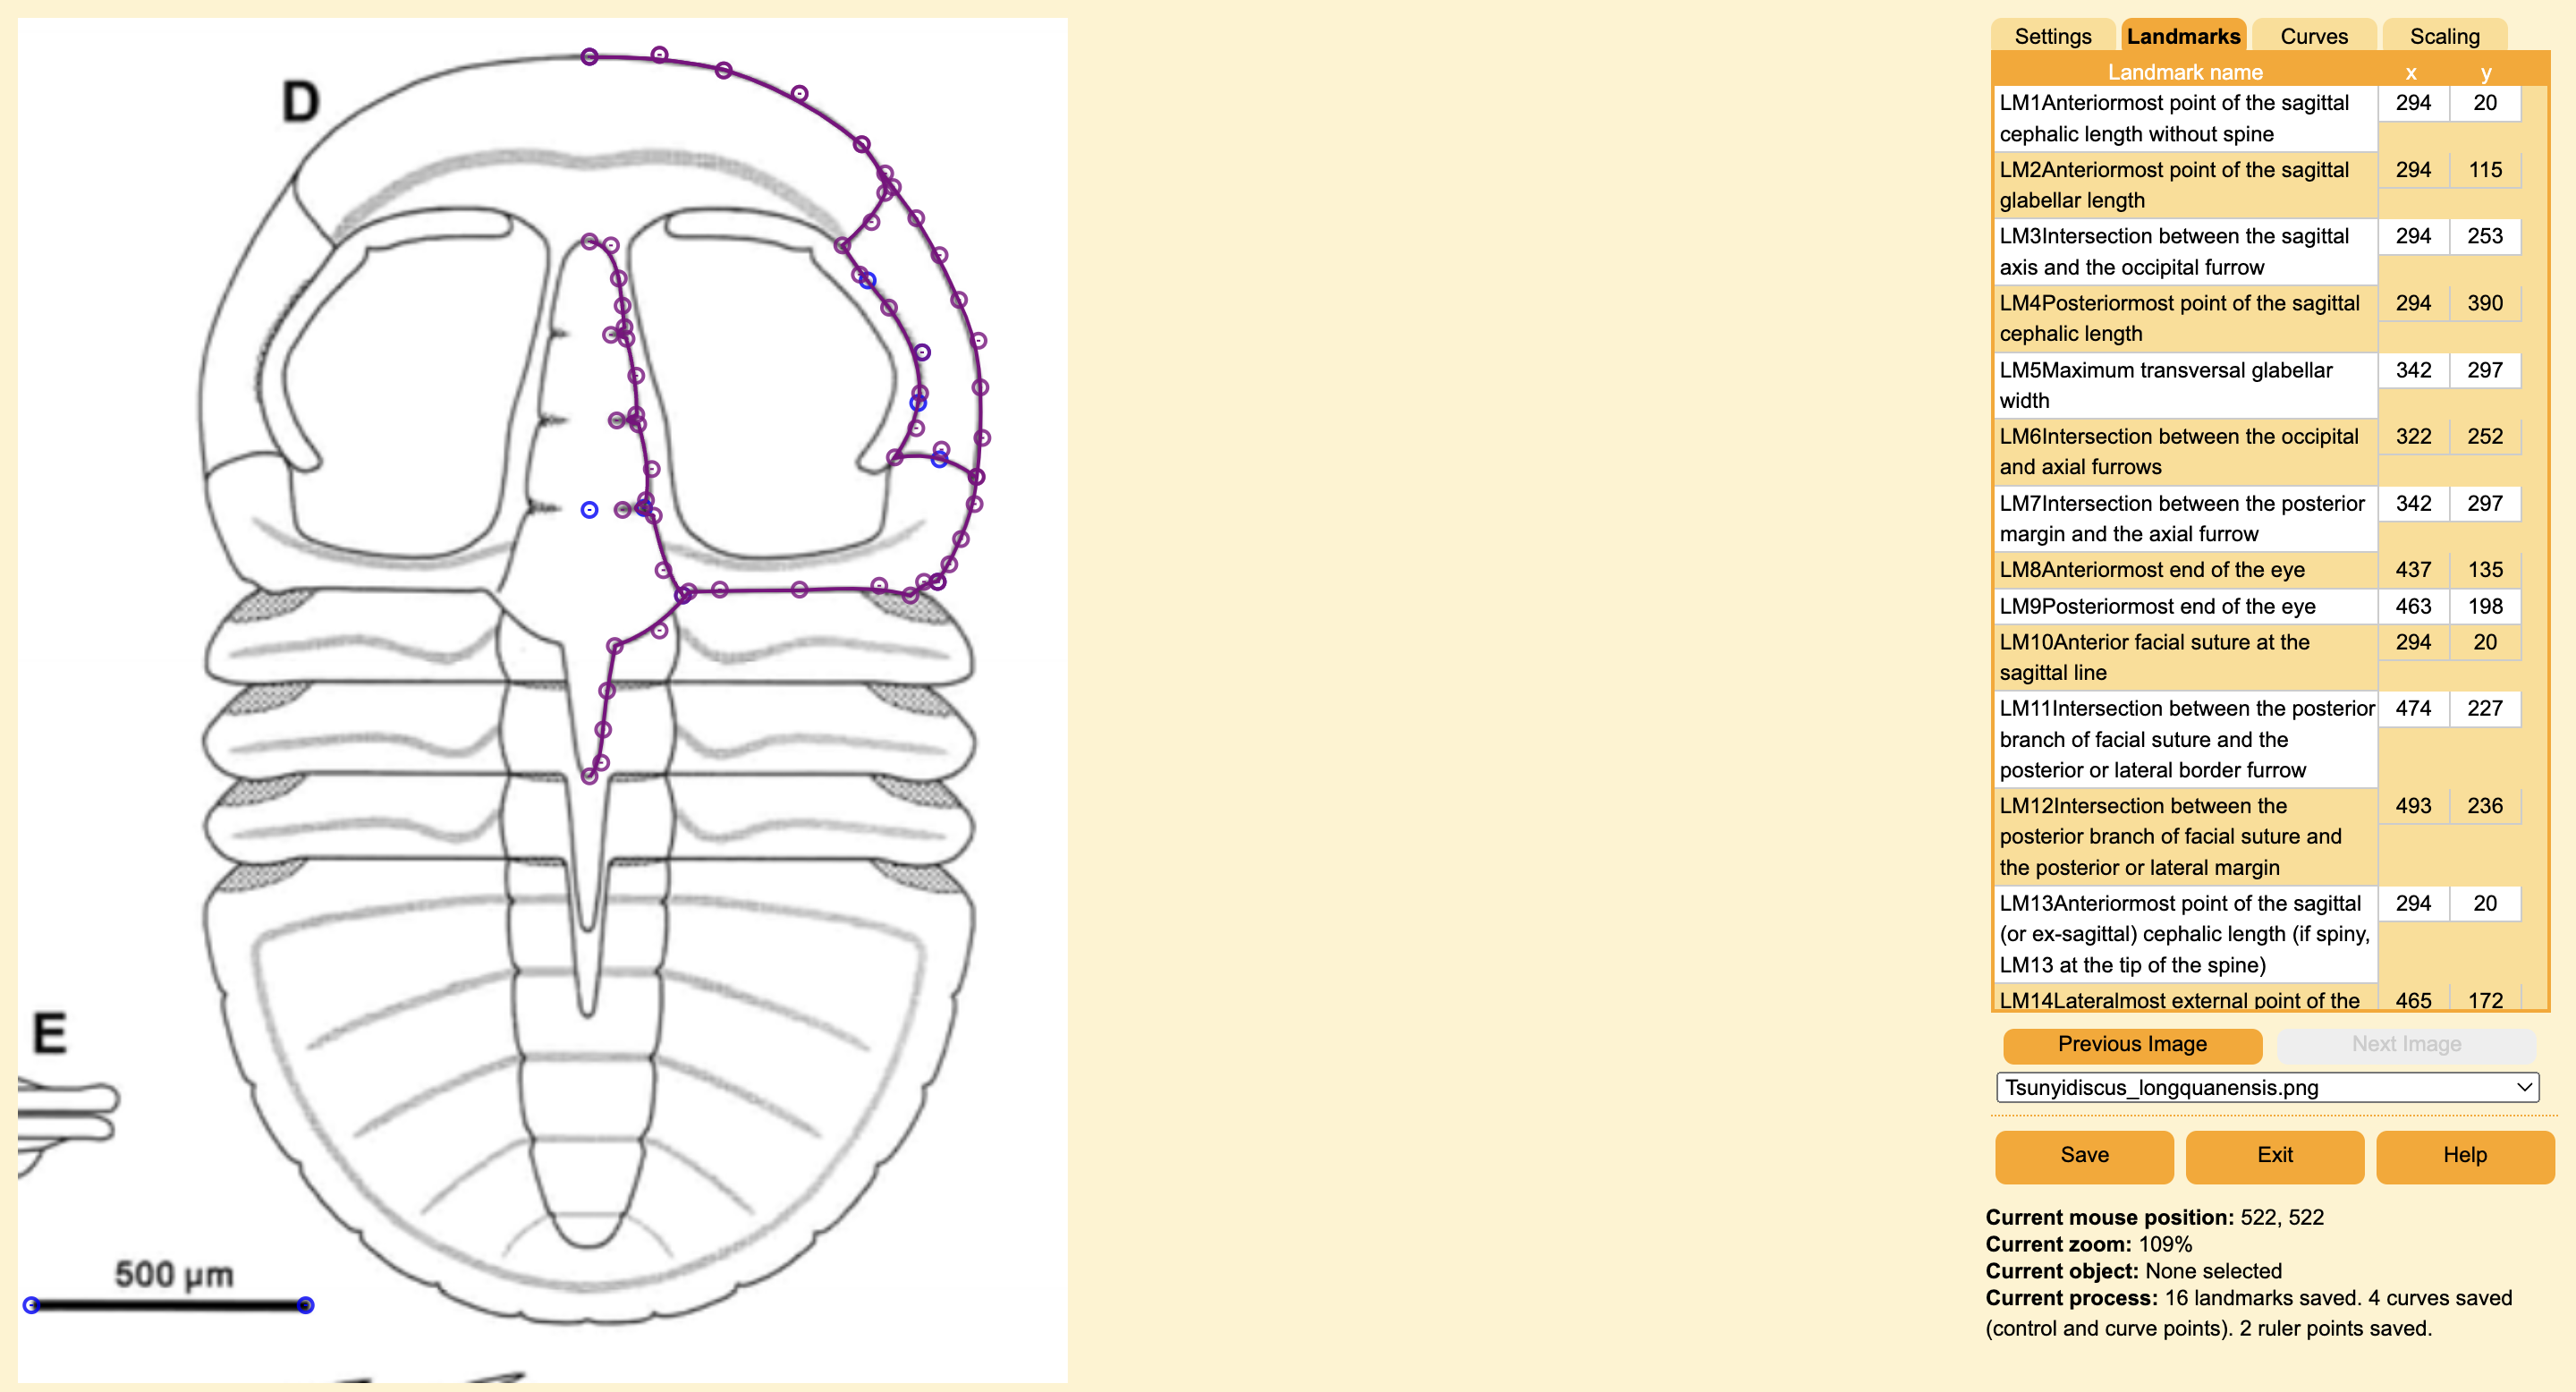 D
E
500 µm
Settings Landmarks Curves Scaling
Landmark name x y
LM1Anteriormost point of the sagittal 294 20
cephalic length without spine
LM2Anteriormost point of the sagittal 294 115
glabellar length
LM3Intersection between the sagittal 294 253
axis and the occipital furrow
LM4Posteriormost point of the sagittal 294 390
cephalic length
LM5Maximum transversal glabellar 342 297
width
LM6Intersection between the occipital 322 252
and axial furrows
LM7Intersection between the posterior 342 297
margin and the axial furrow
LM8Anteriormost end of the eye 437 135
LM9Posteriormost end of the eye 463 198
LM10Anterior facial suture at the 294 20
sagittal line
LM11Intersection between the posterior 474 227
branch of facial suture and the
posterior or lateral border furrow
LM12Intersection between the 493 236
posterior branch of facial suture and
the posterior or lateral margin
LM13Anteriormost point of the sagittal 294 20
(or ex-sagittal) cephalic length (if spiny,
LM13 at the tip of the spine)
LM14Lateralmost external point of the 465 172
Previous Image Next Image
Tsunyidiscus_longquanensis.png
Save Exit Help
Current mouse position: 522, 522
Current zoom: 109%
Current object: None selected
Current process: 16 landmarks saved. 4 curves saved
(control and curve points). 2 ruler points saved.